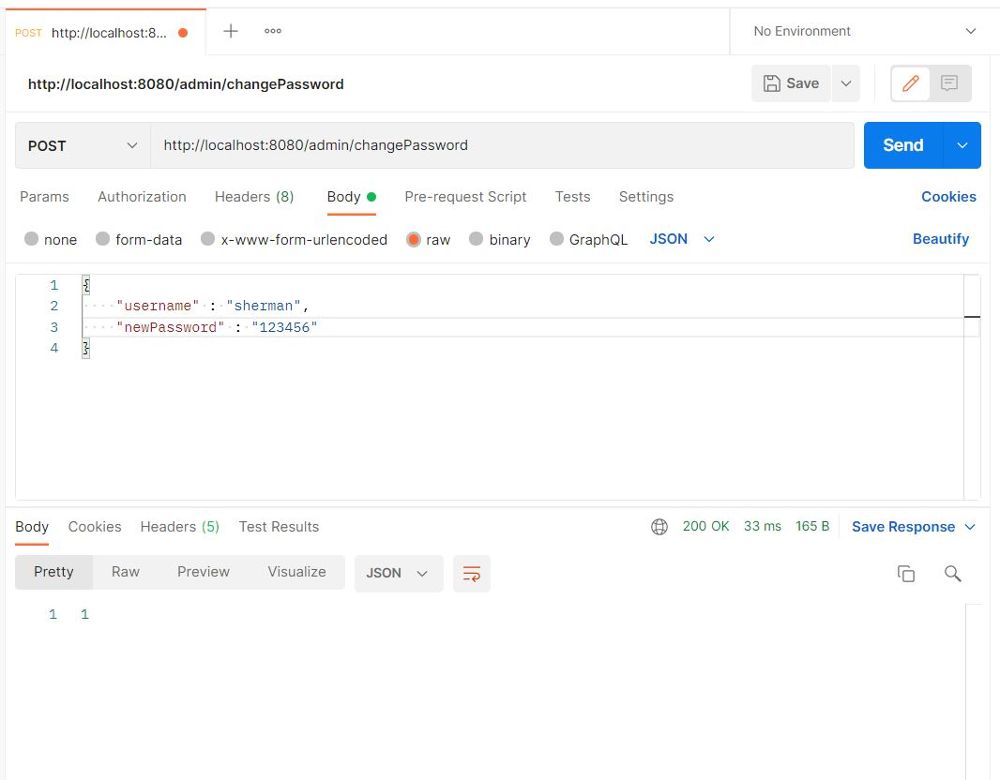 POST http://localhost:8... No Environment
http://localhost:8080/admin/changePassword Save
POST http://localhost:8080/admin/changePassword Send
Params Authorization Headers (8) Body Pre-request Script Tests Settings Cookies
none form-data x-www-form-urlencoded raw binary GraphQL JSON Beautify
1 {
2 "username" : "sherman",
3 "newPassword" : "123456"
4 }
Body Cookies Headers (5) Test Results 200 OK 33 ms 165 B Save Response
Pretty Raw Preview Visualize JSON
1 1